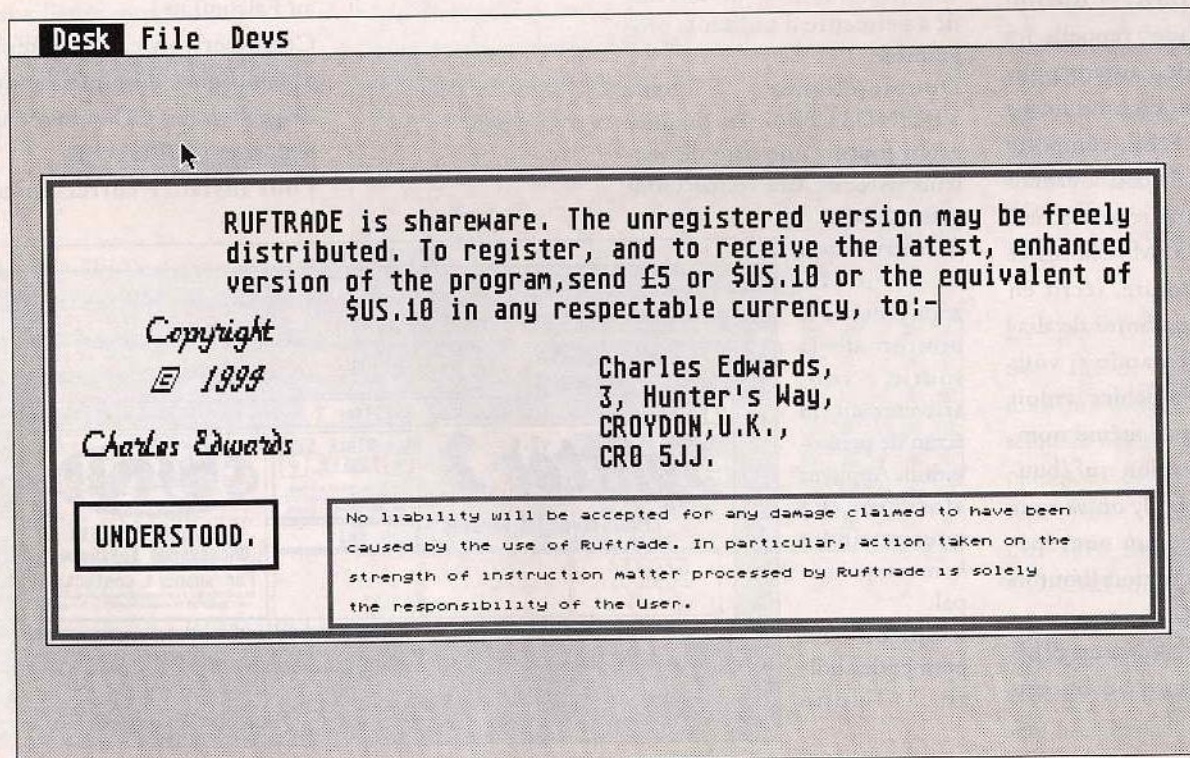 Desk File Devs
RUFTRADE is shareware. The unregistered version may be freely
distributed. To register, and to receive the latest, enhanced
version of the program,send £5 or $US.10 or the equivalent of
$US.10 in any respectable currency, to:-
Copyright
© 1994
Charles Edwards
Charles Edwards,
3, Hunter's Way,
CROYDON,U.K.,
CR0 5JJ.
UNDERSTOOD.
No liability will be accepted for any damage claimed to have been
caused by the use of Ruftrade. In particular, action taken on the
strength of instruction matter processed by Ruftrade is solely
the responsibility of the User.